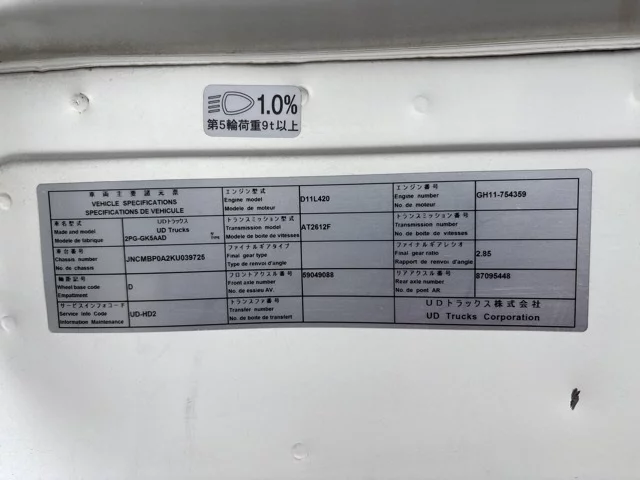 1.0%
第5輪荷重9t以上
車両主要諸元票
VEHICLE SPECIFICATIONS
SPECIFICATIONS DE VEHICULE
車名型式
Make and model
Modele de fabrique
UDトラックス
UD Trucks
2PG-GK5AAD
車台番号
Chassis number
No. de chassis
JNCMBP0A2KU039725
軸距記号
Wheel base code
Empattement
D
サービスインフォコード
Service Info Code
Information Maintenance
UD-HD2
エンジン型式
Engine model
Modele de moteur
D11L420
トランスミッション型式
Transmission model
Modele de boite de vitesses
AT2612F
ファイナルギアタイプ
Final gear type
Type de renvoi d'angle
フロントアクスル番号
Front axle number
No. de essieu AV.
59049088
トランスファ番号
Transfer number
No. de boite de transfert
エンジン番号
Engine number
No. de moteur
GH11-754359
トランスミッション番号
Transmission number
No. de boite de vitesses
ファイナルギアレシオ
Final gear ratio
Rapport de renvoi d'angle
2.85
リアアクスル番号
Rear axle number
No. de pont AR.
87095448
UDトラックス株式会社
UD Trucks Corporation